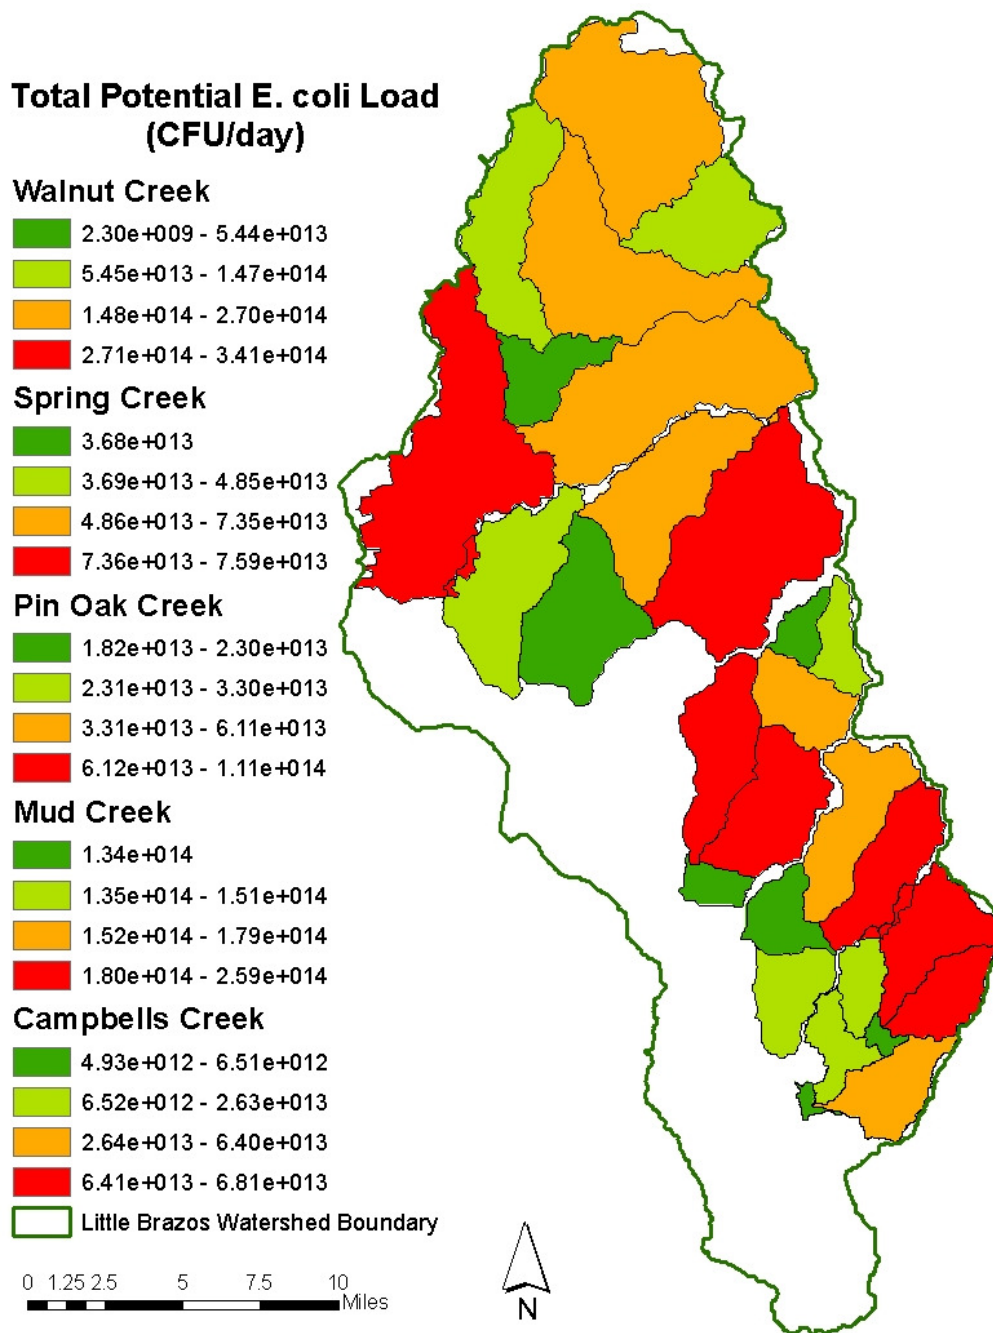 Total Potential E. coli Load
(CFU/day)
Walnut Creek
2.30e+009 - 5.44e+013
5.45e+013 - 1.47e+014
1.48e+014 - 2.70e+014
2.71e+014 - 3.41e+014
Spring Creek
3.68e+013
3.69e+013 - 4.85e+013
4.86e+013 - 7.35e+013
7.36e+013 - 7.59e+013
Pin Oak Creek
1.82e+013 - 2.30e+013
2.31e+013 - 3.30e+013
3.31e+013 - 6.11e+013
6.12e+013 - 1.11e+014
Mud Creek
1.34e+014
1.35e+014 - 1.51e+014
1.52e+014 - 1.79e+014
1.80e+014 - 2.59e+014
Campbells Creek
4.93e+012 - 6.51e+012
6.52e+012 - 2.63e+013
2.64e+013 - 6.40e+013
6.41e+013 - 6.81e+013
Little Brazos Watershed Boundary
0 1.25 2.5 5 7.5 10
Miles
N